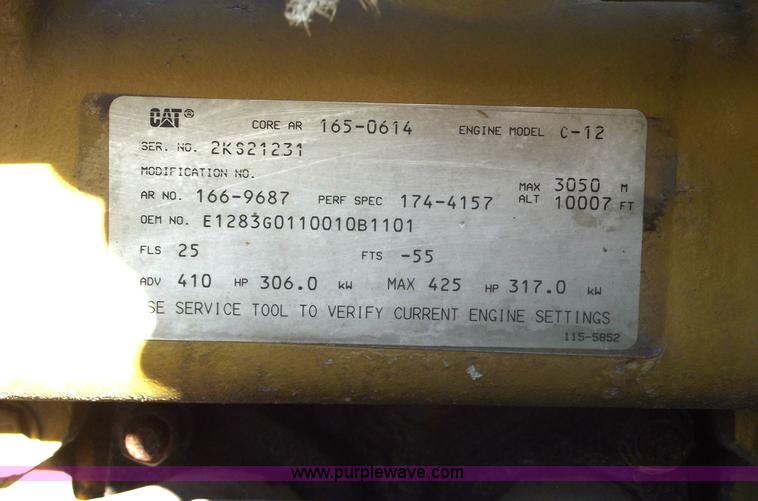 CAT® CORE AR 165-0614 ENGINE MODEL C-12
SER. NO. 2KS21231
MODIFICATION NO.
AR NO. 166-9687 PERF SPEC 174-4157 MAX ALT 3050 M 10007 FT
OEM NO. E1283G0110010B1101
FLS 25 FTS -55
ADV 410 HP 306.0 kW MAX 425 HP 317.0 kW
SE SERVICE TOOL TO VERIFY CURRENT ENGINE SETTINGS
115-5852
www.purplewave.com